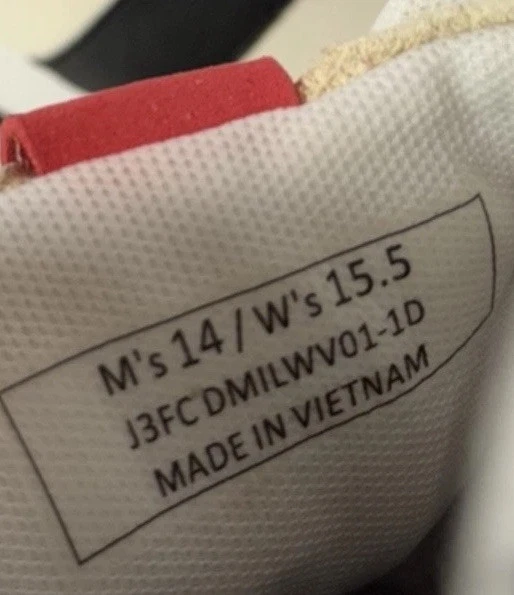 M's 14 / W's 15.5
J3FC DMILWV01-1D
MADE IN VIETNAM